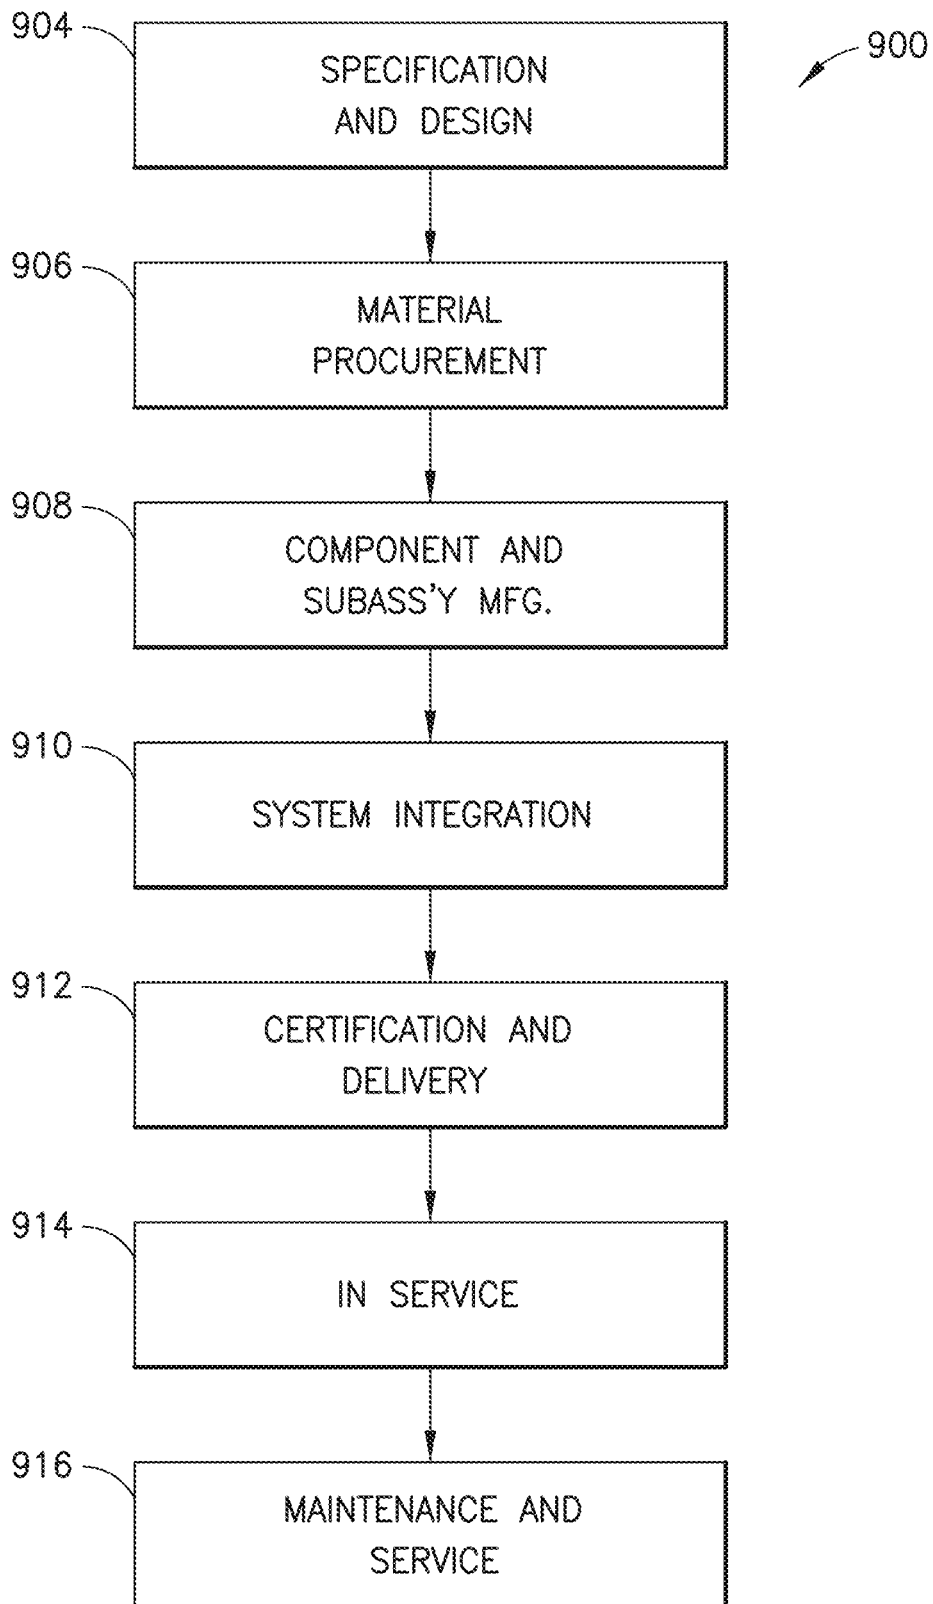 904
900
SPECIFICATION
AND DESIGN
906
MATERIAL
PROCUREMENT
908
COMPONENT AND
SUBASS'Y MFG.
910
SYSTEM INTEGRATION
912
CERTIFICATION AND
DELIVERY
914
IN SERVICE
916
MAINTENANCE AND
SERVICE